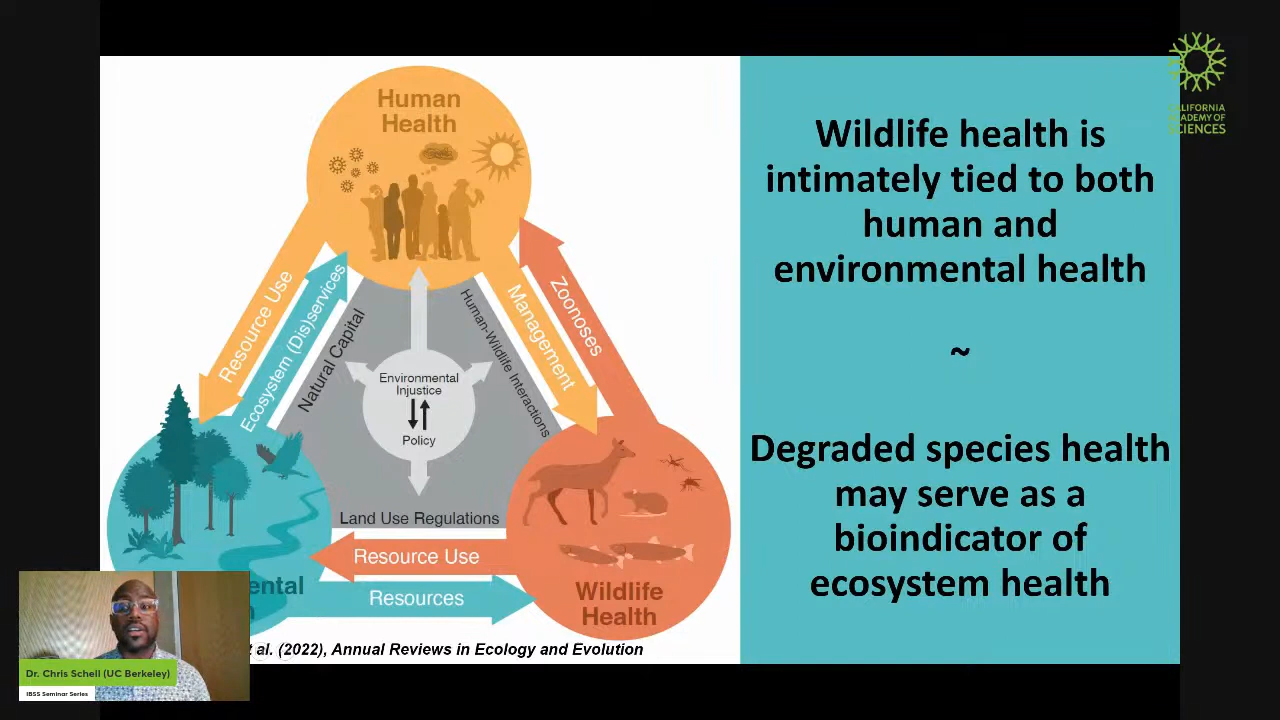 Human
Health
Resource Use
Ecosystem (Dis)services
Natural Capital
Human-Wildlife Interactions
Management
Zoonoses
Environmental
Injustice
Policy
Land Use Regulations
Resource Use
Resources
Wildlife
Health
ental
al. (2022), Annual Reviews in Ecology and Evolution
Wildlife health is
intimately tied to both
human and
environmental health
~
Degraded species health
may serve as a
bioindicator of
ecosystem health
CALIFORNIA
ACADEMY OF
SCIENCES
Dr. Chris Schell (UC Berkeley)
IBSS Seminar Series